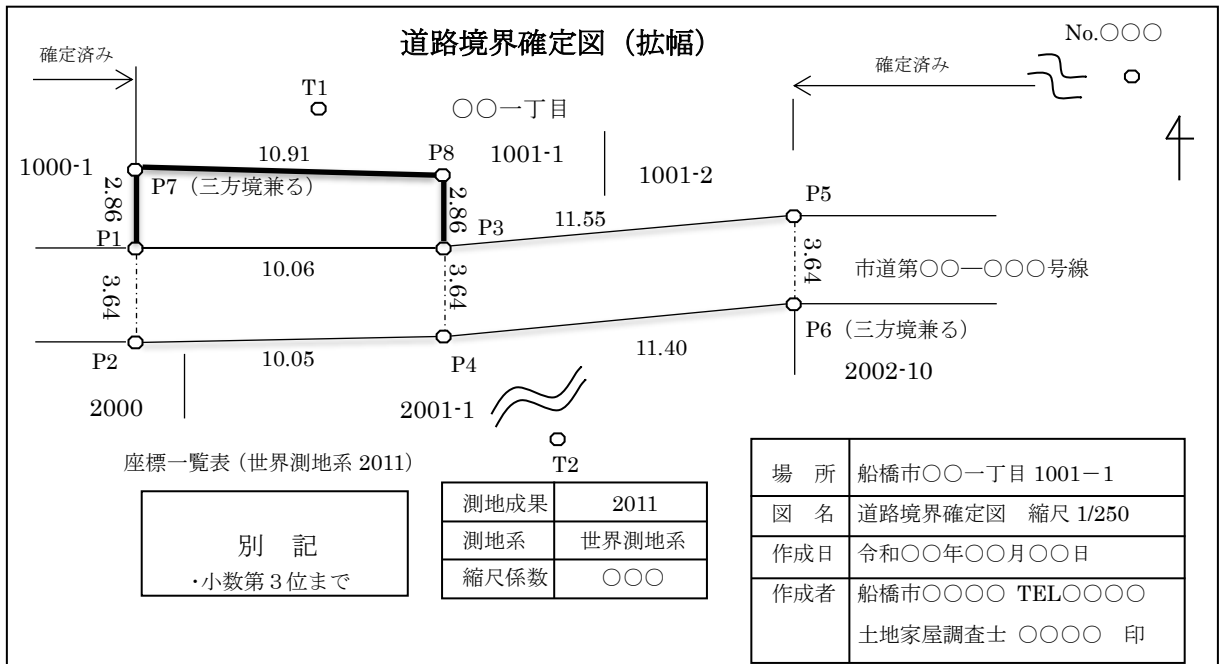 道路境界確定図（拡幅）
No.○○○
確定済み
確定済み
T1
○○一丁目
1000-1
10.91
P8
1001-1
1001-2
P7（三方境兼る）
2.86
2.86
P1
P3
11.55
P5
10.06
3.64
3.64
3.64
市道第○○―○○○号線
P2
10.05
P4
11.40
P6（三方境兼る）
2002-10
2000
2001-1
T2
座標一覧表（世界測地系 2011）
別　記
・小数第３位まで
測地成果 2011
測地系 世界測地系
縮尺係数 ○○○
場　所 船橋市○○一丁目 1001－1
図　名 道路境界確定図　縮尺 1/250
作成日 令和○○年○○月○○日
作成者 船橋市○○○○ TEL○○○○
土地家屋調査士 ○○○○　印